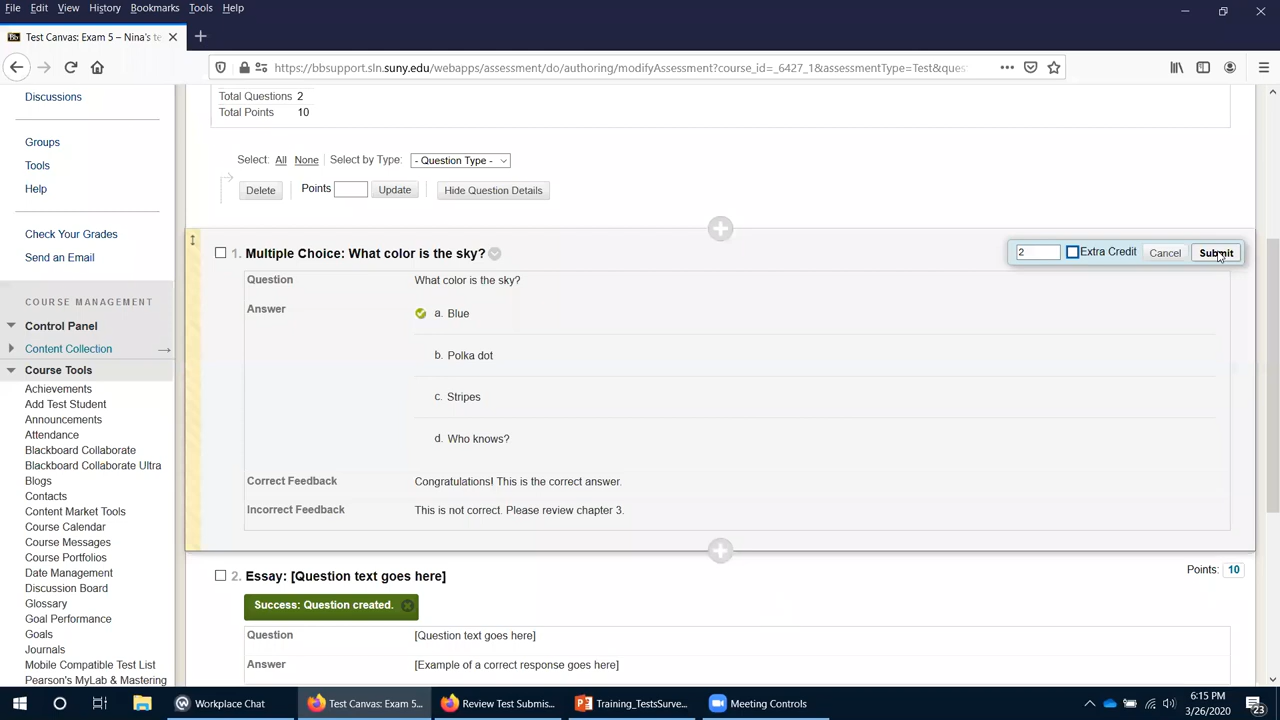 File Edit View History Bookmarks Tools Help
Test Canvas: Exam 5 – Nina's te
https://bbsupport.sln.suny.edu/webapps/assessment/do/authoring/modifyAssessment?course_id=_6427_1&assessmentType=Test&ques
Discussions
Groups
Tools
Help
Check Your Grades
Send an Email
COURSE MANAGEMENT
Control Panel
Content Collection
Course Tools
Achievements
Add Test Student
Announcements
Attendance
Blackboard Collaborate
Blackboard Collaborate Ultra
Blogs
Contacts
Content Market Tools
Course Calendar
Course Messages
Course Portfolios
Date Management
Discussion Board
Glossary
Goal Performance
Goals
Journals
Mobile Compatible Test List
Pearson's MyLab & Mastering
Total Questions 2
Total Points 10
Select: All None Select by Type: - Question Type -
Delete Points Update Hide Question Details
1. Multiple Choice: What color is the sky? 2 Extra Credit Cancel Submit
Question What color is the sky?
Answer a. Blue
b. Polka dot
c. Stripes
d. Who knows?
Correct Feedback Congratulations! This is the correct answer.
Incorrect Feedback This is not correct. Please review chapter 3.
2. Essay: [Question text goes here] Points: 10
Success: Question created.
Question [Question text goes here]
Answer [Example of a correct response goes here]
Workplace Chat Test Canvas: Exam 5... Review Test Submis... Training_TestsSurve... Meeting Controls
6:15 PM
3/26/2020
23